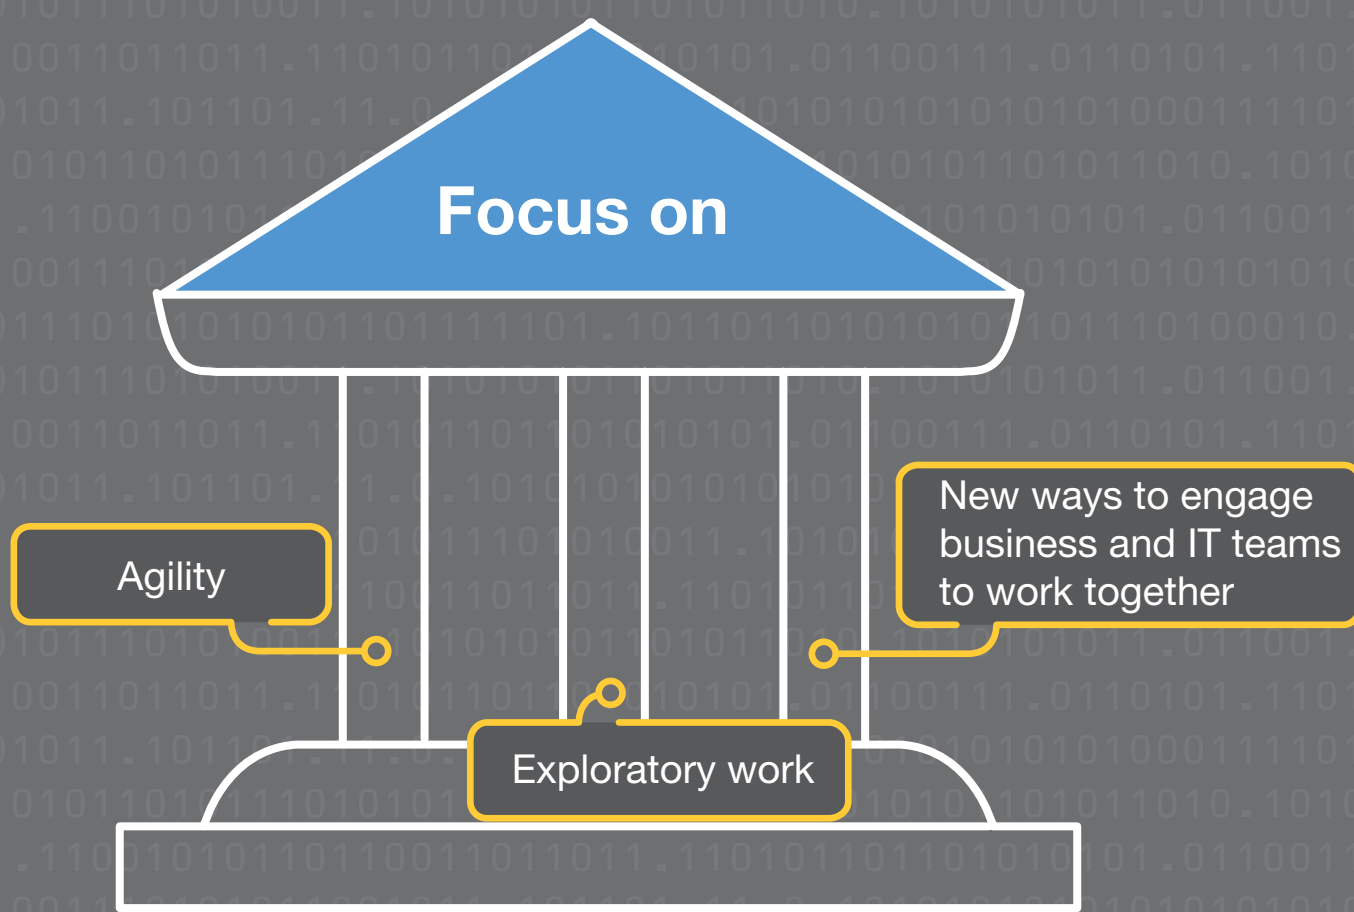 Focus on
Agility
New ways to engage
business and IT teams
to work together
Exploratory work